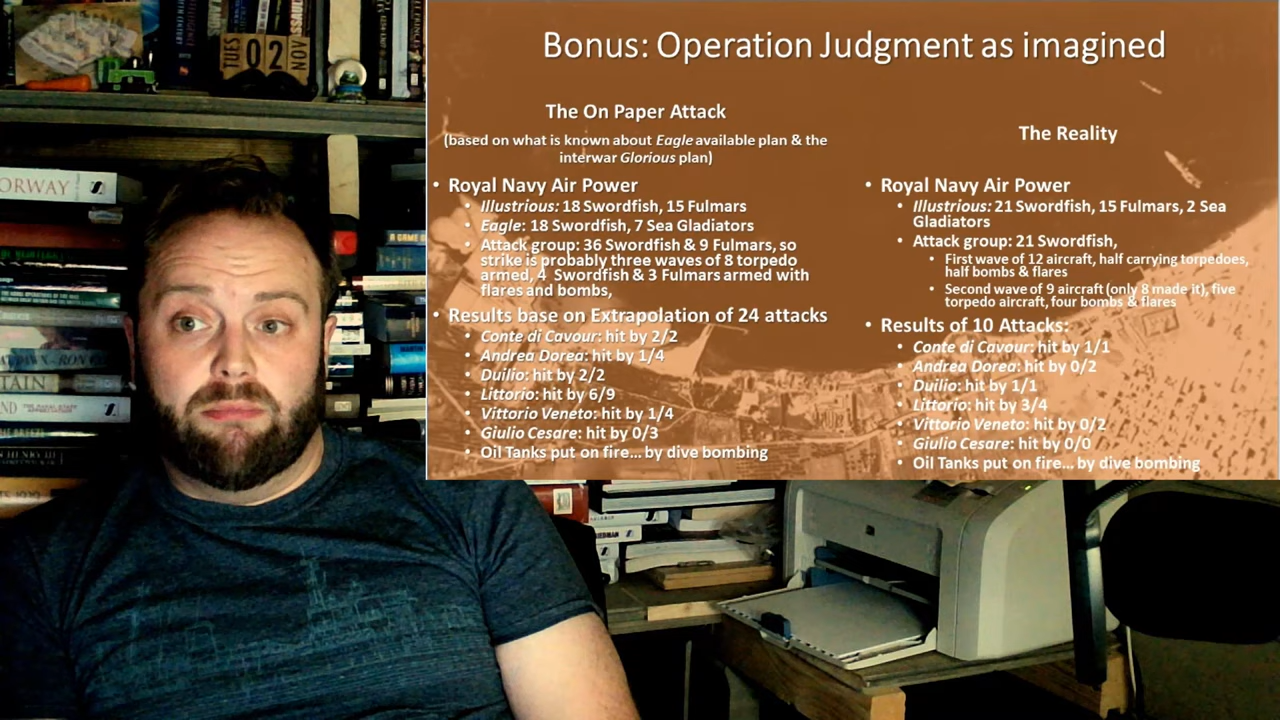 TUES 02 NOV
ORWAY
TAIN
Bonus: Operation Judgment as imagined
The On Paper Attack
(based on what is known about Eagle available plan & the
interwar Glorious plan)
• Royal Navy Air Power
• Illustrious: 18 Swordfish, 15 Fulmars
• Eagle: 18 Swordfish, 7 Sea Gladiators
• Attack group: 36 Swordfish & 9 Fulmars, so
strike is probably three waves of 8 torpedo
armed, 4 Swordfish & 3 Fulmars armed with
flares and bombs,
• Results base on Extrapolation of 24 attacks
• Conte di Cavour: hit by 2/2
• Andrea Dorea: hit by 1/4
• Duilio: hit by 2/2
• Littorio: hit by 6/9
• Vittorio Veneto: hit by 1/4
• Giulio Cesare: hit by 0/3
• Oil Tanks put on fire... by dive bombing
The Reality
• Royal Navy Air Power
• Illustrious: 21 Swordfish, 15 Fulmars, 2 Sea
Gladiators
• Attack group: 21 Swordfish,
• First wave of 12 aircraft, half carrying torpedoes,
half bombs & flares
• Second wave of 9 aircraft (only 8 made it), five
torpedo aircraft, four bombs & flares
• Results of 10 Attacks:
• Conte di Cavour: hit by 1/1
• Andrea Dorea: hit by 0/2
• Duilio: hit by 1/1
• Littorio: hit by 3/4
• Vittorio Veneto: hit by 0/2
• Giulio Cesare: hit by 0/0
• Oil Tanks put on fire... by dive bombing